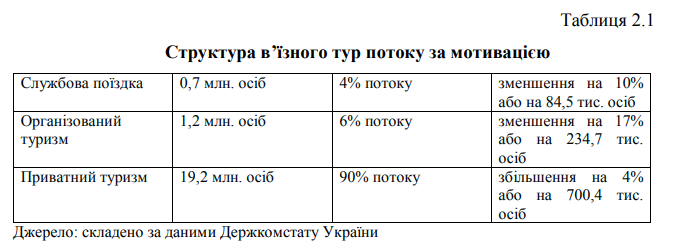 Таблиця 2.1
Структура в’їзного тур потоку за мотивацією
Службова поїздка 0,7 млн. осіб 4% потоку зменшення на 10%
або на 84,5 тис. осіб
Організований 1,2 млн. осіб 6% потоку зменшення на 17%
туризм або на 234,7 тис.
осіб
Приватний туризм 19,2 млн. осіб 90% потоку збільшення на 4%
або на 700,4 тис.
осіб
Джерело: складено за даними Держкомстату України